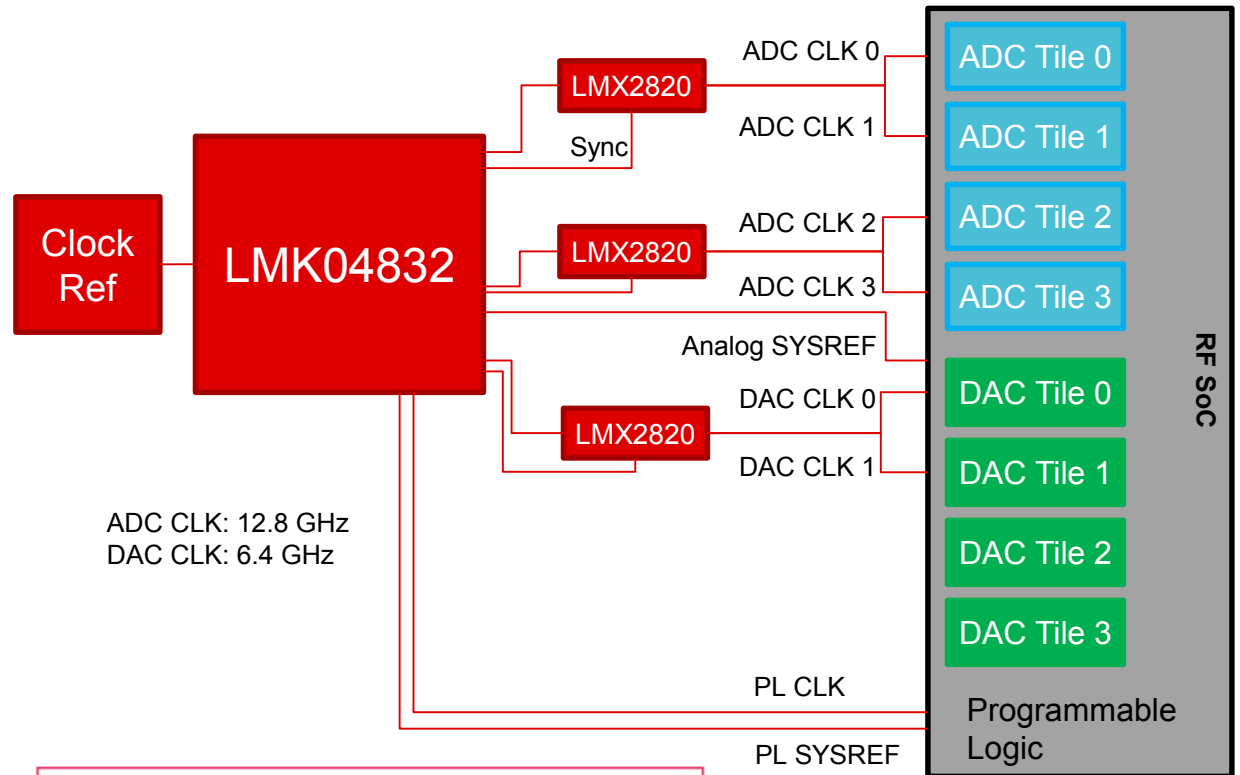 ADC CLK 0
ADC Tile 0
LMX2820
ADC CLK 1
ADC Tile 1
Sync
Clock
Ref
LMK04832
ADC CLK 2
ADC Tile 2
LMX2820
ADC CLK 3
ADC Tile 3
Analog SYSREF
RF SoC
DAC CLK 0
DAC Tile 0
LMX2820
DAC CLK 1
DAC Tile 1
ADC CLK: 12.8 GHz
DAC CLK: 6.4 GHz
DAC Tile 2
DAC Tile 3
PL CLK
Programmable
Logic
PL SYSREF